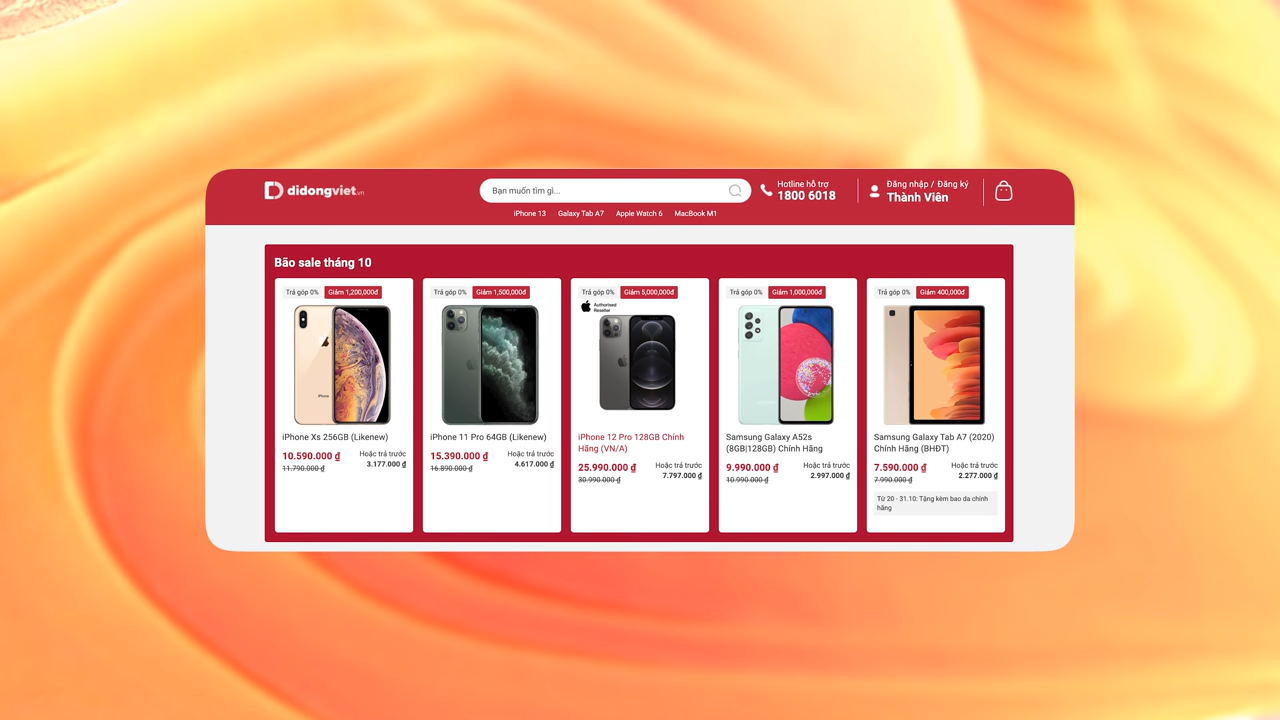 didongviet.vn
Bạn muốn tìm gì...
Hotline hỗ trợ
1800 6018
Đăng nhập / Đăng ký
Thành Viên
iPhone 13 Galaxy Tab A7 Apple Watch 6 MacBook M1
Bão sale tháng 10
Trả góp 0% Giảm 1,200,000đ
iPhone
iPhone Xs 256GB (Likenew)
10.590.000 ₫
11.790.000 ₫
Hoặc trả trước
3.177.000 ₫
Trả góp 0% Giảm 1,500,000đ
iPhone 11 Pro 64GB (Likenew)
15.390.000 ₫
16.890.000 ₫
Hoặc trả trước
4.617.000 ₫
Trả góp 0% Giảm 5,000,000đ
Authorised
Reseller
iPhone 12 Pro 128GB Chính
Hãng (VN/A)
25.990.000 ₫
30.990.000 ₫
Hoặc trả trước
7.797.000 ₫
Trả góp 0% Giảm 1,000,000đ
Samsung Galaxy A52s
(8GB|128GB) Chính Hãng
9.990.000 ₫
10.990.000 ₫
Hoặc trả trước
2.997.000 ₫
Trả góp 0% Giảm 400,000đ
Samsung Galaxy Tab A7 (2020)
Chính Hãng (BHĐT)
7.590.000 ₫
7.990.000 ₫
Hoặc trả trước
2.277.000 ₫
Từ 20 - 31.10: Tặng kèm bao da chính
hãng